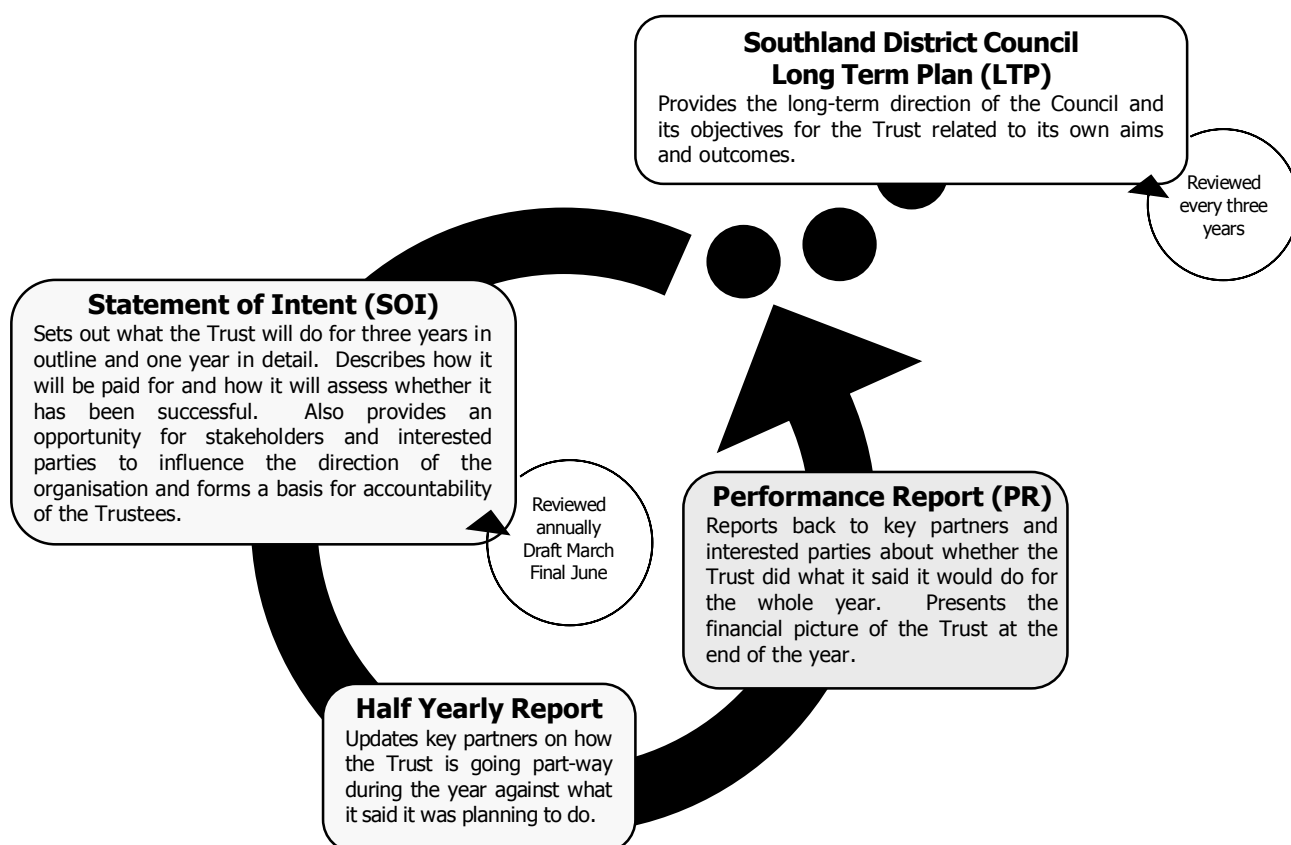 Southland District Council
Long Term Plan (LTP)
Provides the long-term direction of the Council and
its objectives for the Trust related to its own aims
and outcomes.
Reviewed
every three
years
Statement of Intent (SOI)
Sets out what the Trust will do for three years in
outline and one year in detail. Describes how it
will be paid for and how it will assess whether it
has been successful. Also provides an
opportunity for stakeholders and interested
parties to influence the direction of the
organisation and forms a basis for accountability
of the Trustees.
Reviewed
annually
Draft March
Final June
Performance Report (PR)
Reports back to key partners and
interested parties about whether the
Trust did what it said it would do for
the whole year. Presents the
financial picture of the Trust at the
end of the year.
Half Yearly Report
Updates key partners on how
the Trust is going part-way
during the year against what
it said it was planning to do.